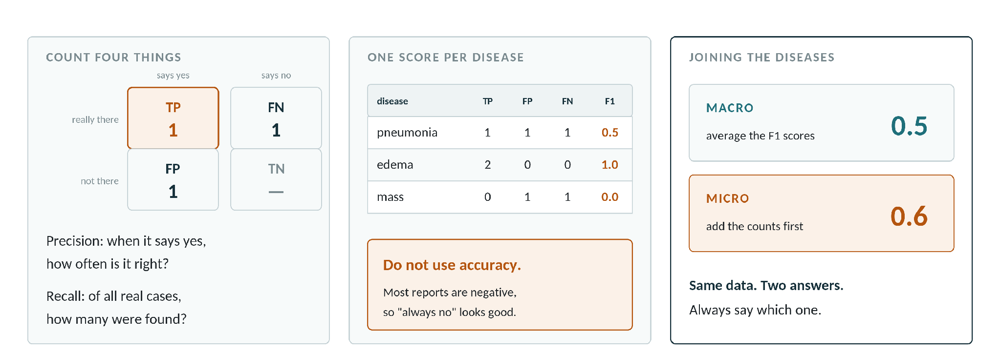 COUNT FOUR THINGS
says yes says no
really there
TP FN
1 1
not there
FP TN
1 —
Precision: when it says yes,
how often is it right?
Recall: of all real cases,
how many were found?
ONE SCORE PER DISEASE
disease TP FP FN F1
pneumonia 1 1 1 0.5
edema 2 0 0 1.0
mass 0 1 1 0.0
Do not use accuracy.
Most reports are negative,
so "always no" looks good.
JOINING THE DISEASES
MACRO
average the F1 scores
0.5
MICRO
add the counts first
0.6
Same data. Two answers.
Always say which one.